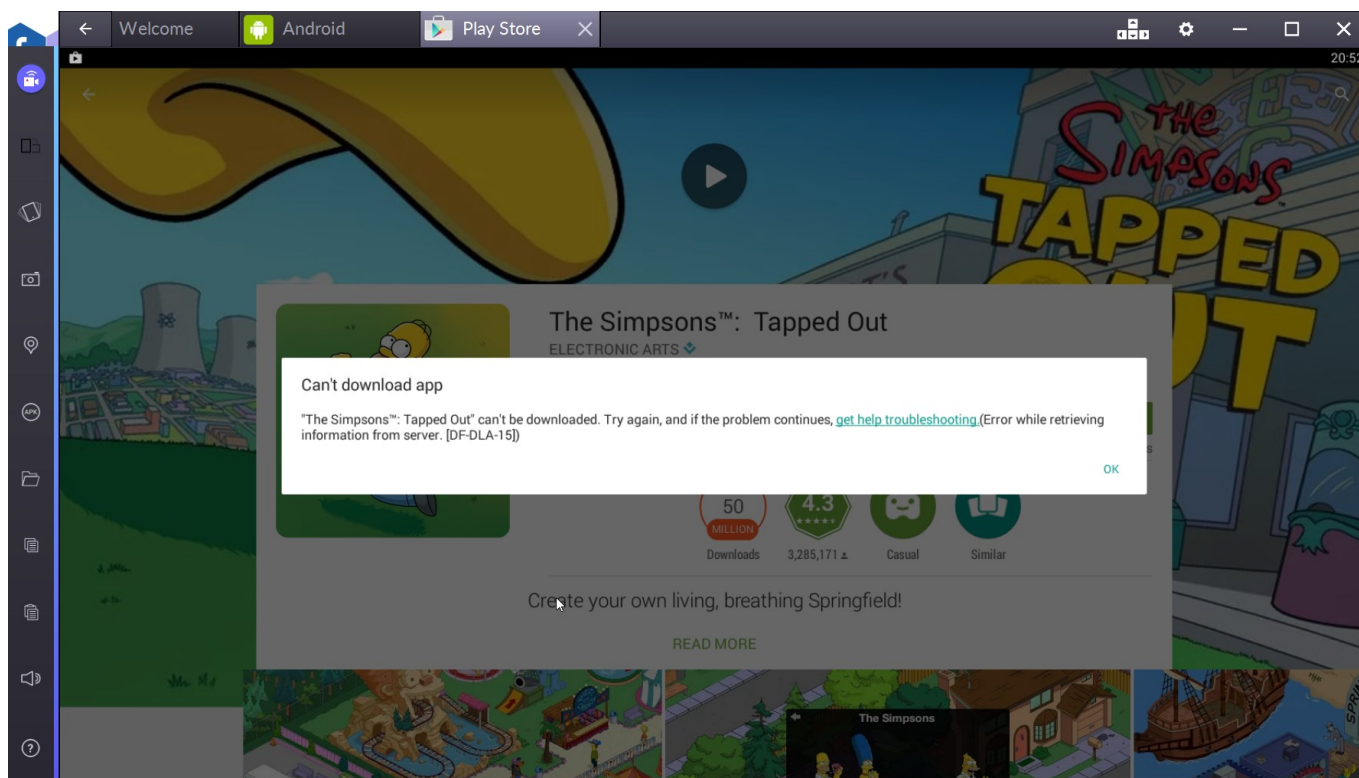 Welcome
Android
Play Store
20:52
THE
SIMPSONS
TAPPED
OUT
The Simpsons™: Tapped Out
ELECTRONIC ARTS
Can't download app
"The Simpsons™: Tapped Out" can't be downloaded. Try again, and if the problem continues, get help troubleshooting.(Error while retrieving
information from server. [DF-DLA-15])
OK
50
MILLION
4.3
Downloads
3,285,171
Casual
Similar
Create your own living, breathing Springfield!
READ MORE
The Simpsons
APK